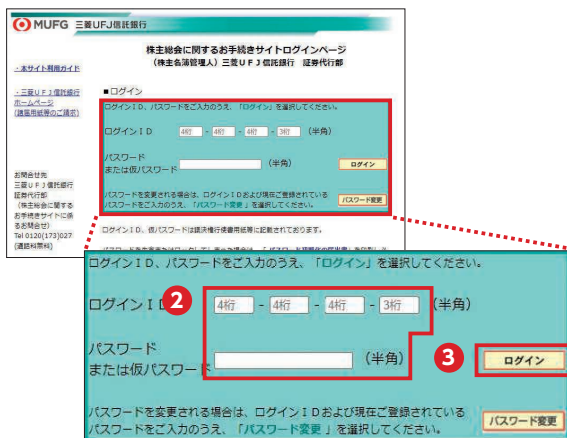 MUFG 三菱UFJ信託銀行
株主総会に関するお手続きサイトログインページ
(株主名簿管理人)三菱UFJ信託銀行 証券代行部
・本サイト利用ガイド
・三菱UFJ信託銀行
ホームページ
(諸届用紙等のご請求)
お問合せ先
三菱UFJ信託銀行
証券代行部
(株主総会に関する
お手続きサイトに係
るお問合せ)
Tel 0120(173)027
(通話料無料)
■ログイン
ログインID、パスワードをご入力のうえ、「ログイン」を選択してください。
ログインID 4桁 - 4桁 - 4桁 - 3桁 (半角)
パスワード
または仮パスワード (半角) ログイン
パスワードを変更される場合は、ログインIDおよび現在ご登録されている
パスワードをご入力のうえ、「パスワード変更」を選択してください。 パスワード変更
ログインID、仮パスワードは議決権行使書用紙等に記載されております。
ログインID、パスワードをご入力のうえ、「ログイン」を選択してください。
ログインI 2 4桁 - 4桁 - 4桁 - 3桁 (半角)
パスワード
または仮パスワード (半角) 3 ログイン
パスワードを変更される場合は、ログインIDおよび現在ご登録されている
パスワードをご入力のうえ、「パスワード変更」を選択してください。 パスワード変更